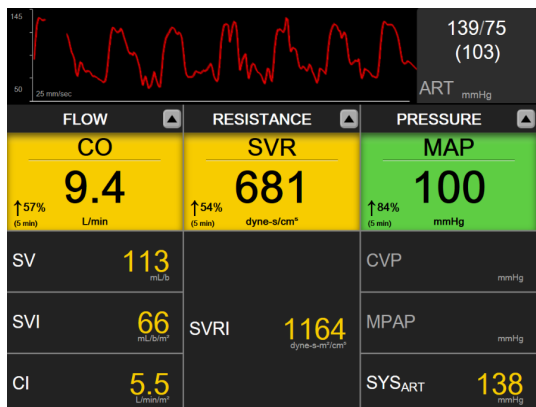 145
139/75
(103)
50
25 mm/sec
ART mmHg
FLOW
RESISTANCE
PRESSURE
CO
9.4
↑57%
(5 min)
L/min
SVR
681
↑54%
(5 min)
dyne-s/cm⁵
MAP
100
↑84%
(5 min)
mmHg
SV 113
mL/b
SVI 66
mL/b/m²
CI 5.5
L/min/m²
SVRI 1164
dyne-s-m²/cm⁵
CVP
mmHg
MPAP
mmHg
SYSART 138
mmHg